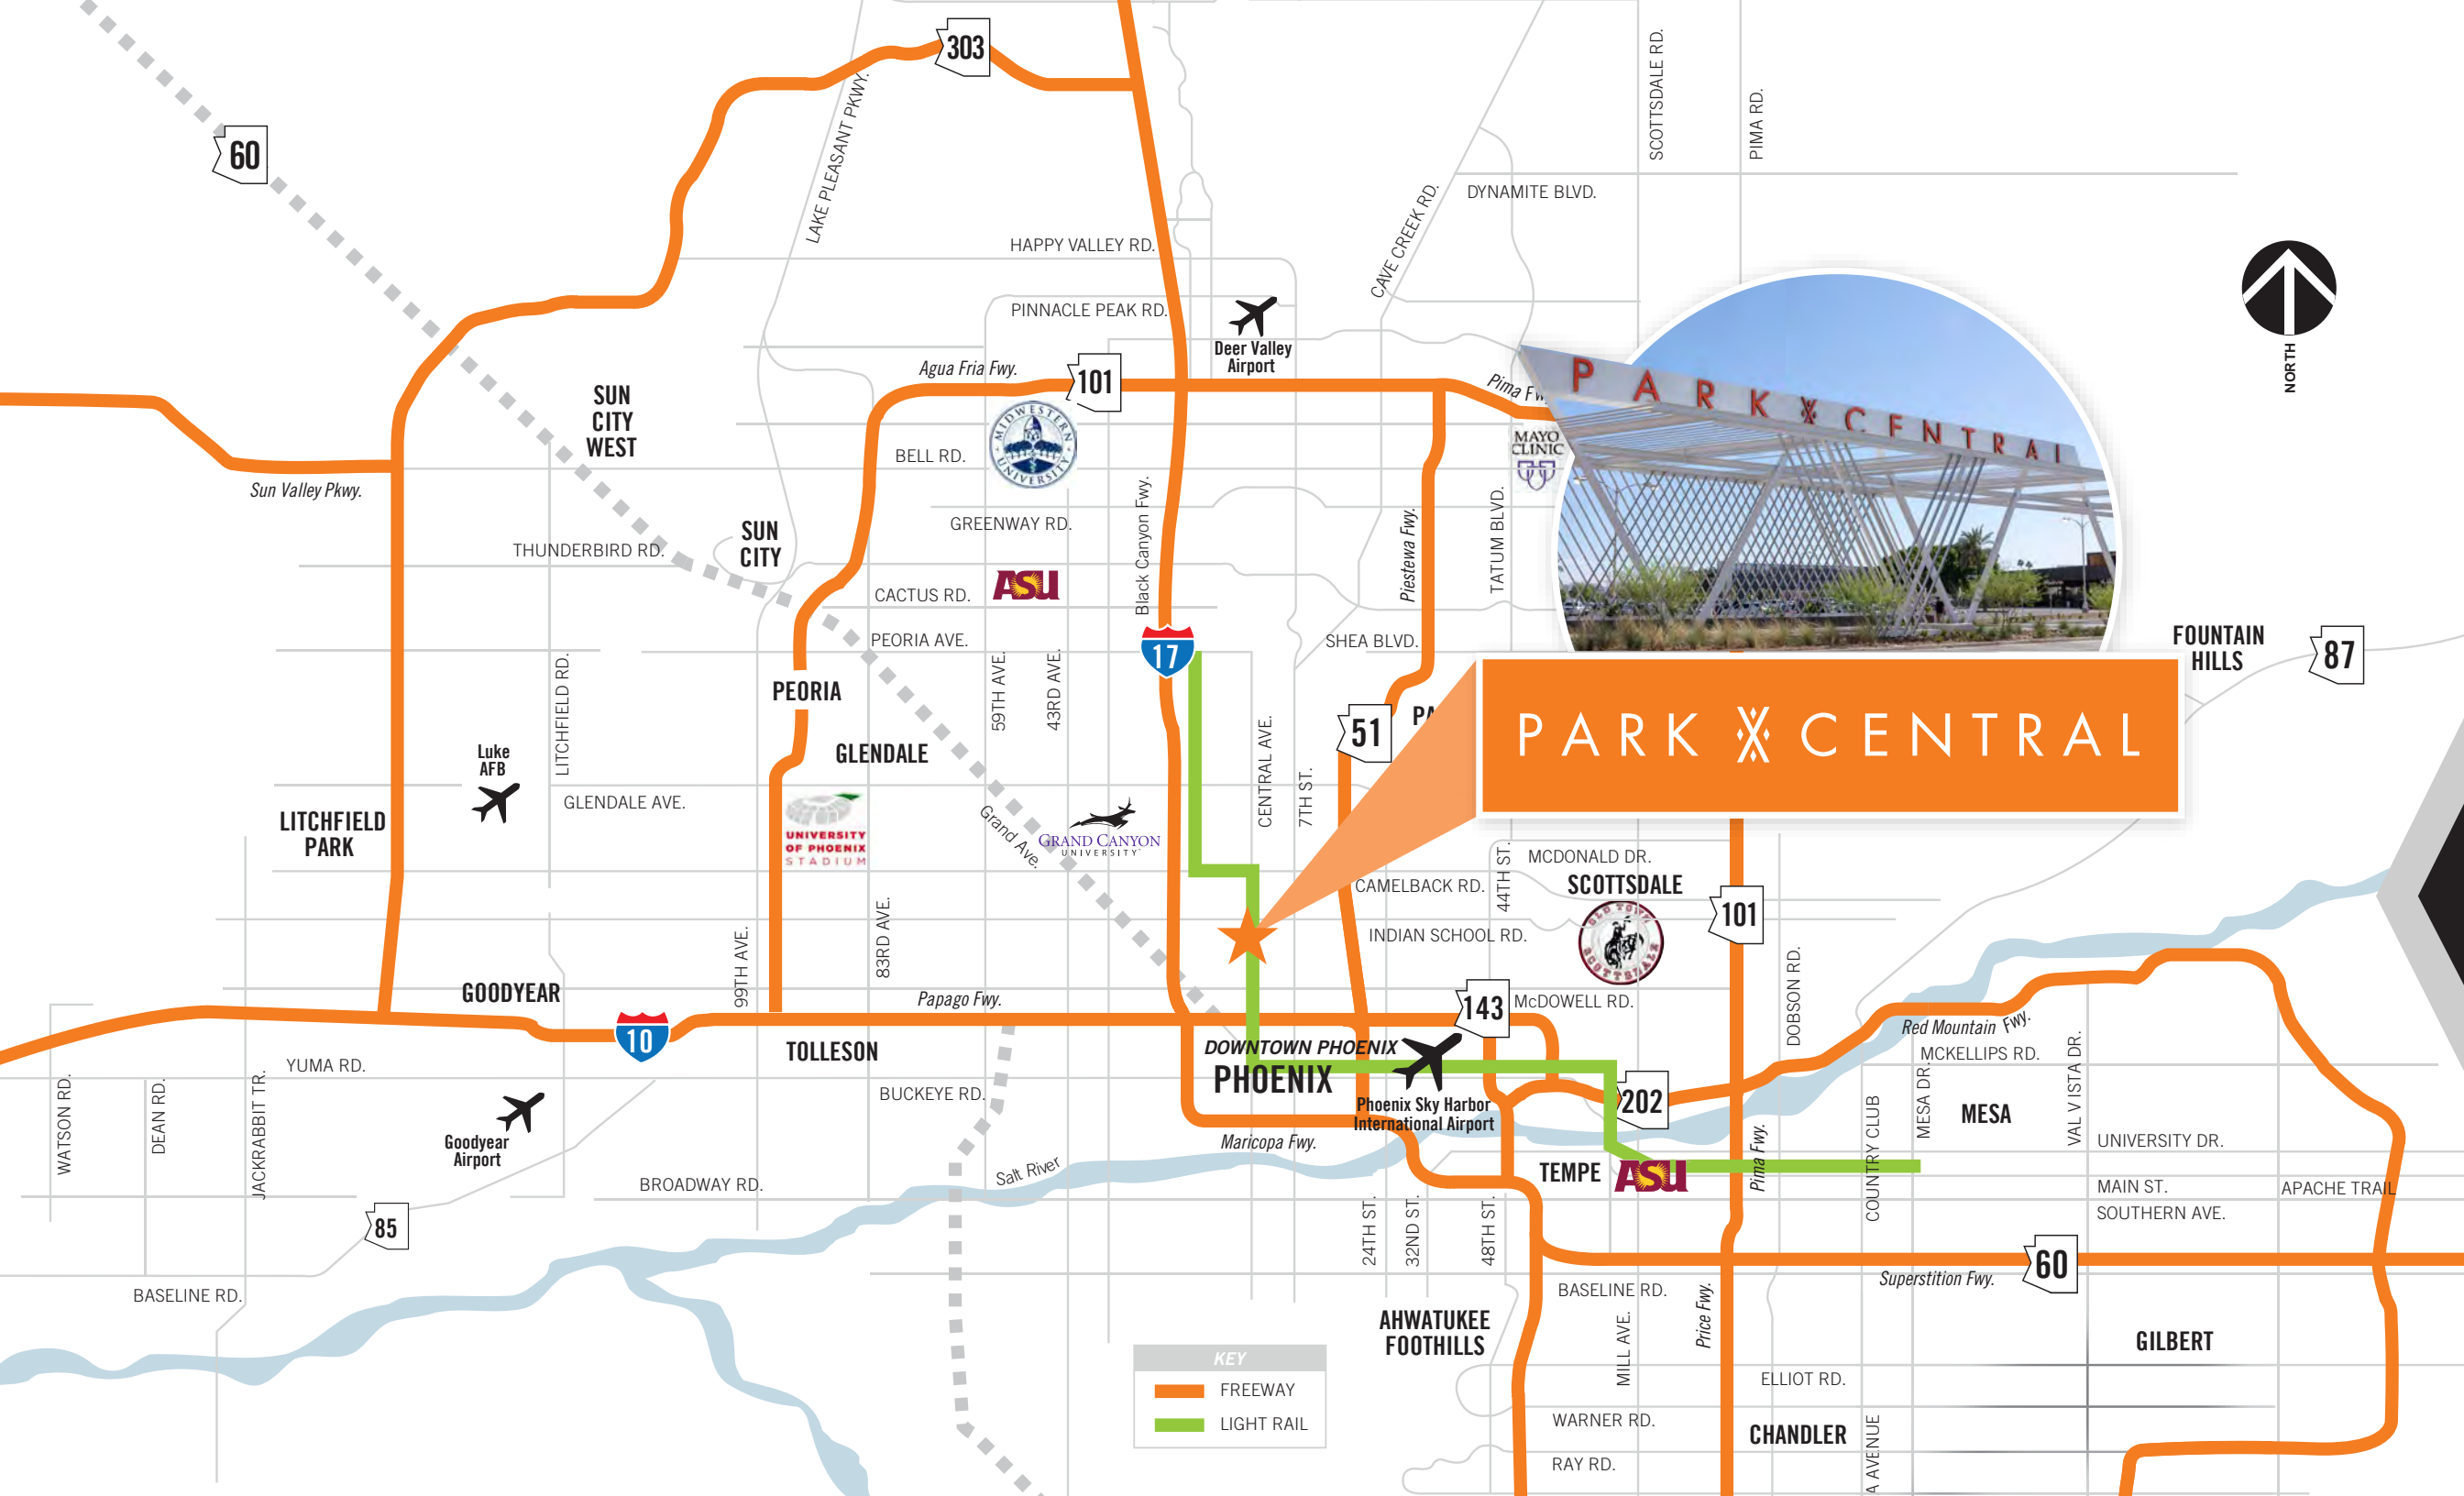 303
60
LAKE PLEASANT PKWY.
SCOTTSDALE RD.
PIMA RD.
DYNAMITE BLVD.
CAVE CREEK RD.
HAPPY VALLEY RD.
PINNACLE PEAK RD.
Deer Valley
Airport
NORTH
Agua Fria Fwy.
101
Pima Fw
PARK CENTRAL
SUN
CITY
WEST
MIDWESTERN
UNIVERSITY
MAYO
CLINIC
BELL RD.
Sun Valley Pkwy.
Black Canyon Fwy.
Piestewa Fwy.
TATUM BLVD.
GREENWAY RD.
SUN
CITY
THUNDERBIRD RD.
ASU
CACTUS RD.
PEORIA AVE.
17
SHEA BLVD.
FOUNTAIN
HILLS
87
PEORIA
LITCHFIELD RD.
59TH AVE.
43RD AVE.
CENTRAL AVE.
7TH ST.
51
PA
PARK CENTRAL
GLENDALE
Luke
AFB
GLENDALE AVE.
LITCHFIELD
PARK
UNIVERSITY
OF PHOENIX
STADIUM
Grand Ave.
GRAND CANYON
UNIVERSITY
44TH ST.
MCDONALD DR.
CAMELBACK RD.
SCOTTSDALE
OLD TOWN
SCOTTSDALE
101
INDIAN SCHOOL RD.
83RD AVE.
99TH AVE.
DOBSON RD.
GOODYEAR
Papago Fwy.
143
McDOWELL RD.
10
TOLLESON
DOWNTOWN PHOENIX
PHOENIX
Red Mountain Fwy.
MCKELLIPS RD.
YUMA RD.
BUCKEYE RD.
WATSON RD.
DEAN RD.
JACKRABBIT TR.
Phoenix Sky Harbor
International Airport
202
MESA DR.
VAL VISTA DR.
MESA
Goodyear
Airport
Maricopa Fwy.
Salt River
Pima Fwy.
COUNTRY CLUB
UNIVERSITY DR.
TEMPE
ASU
BROADWAY RD.
MAIN ST.
APACHE TRAIL
SOUTHERN AVE.
85
24TH ST.
32ND ST.
48TH ST.
60
Superstition Fwy.
BASELINE RD.
BASELINE RD.
MILL AVE.
Price Fwy.
AHWATUKEE
FOOTHILLS
GILBERT
KEY
FREEWAY
LIGHT RAIL
ELLIOT RD.
WARNER RD.
CHANDLER
RAY RD.
A AVENUE